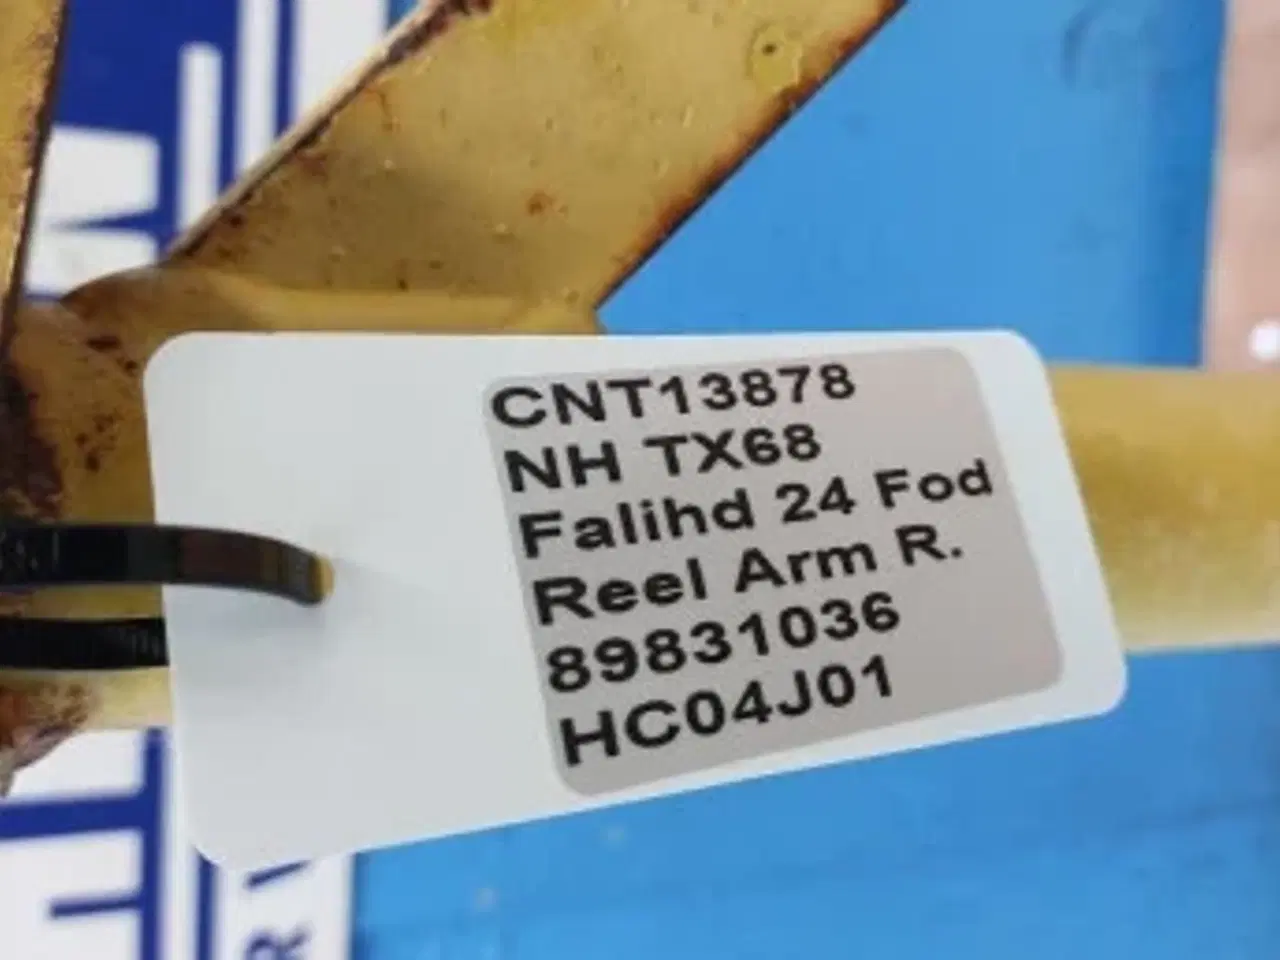 CNT13878
NH TX68
Falihd 24 Fod
Reel Arm R.
89831036
HC04J01